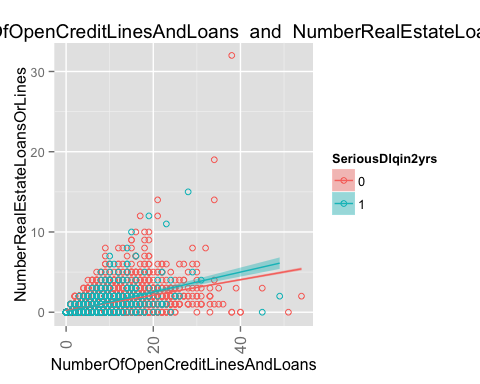 OfOpenCreditLinesAndLoans and NumberRealEstateLoa
NumberRealEstateLoansOrLines
30
20
10
0
0
20
40
NumberOfOpenCreditLinesAndLoans
SeriousDlqin2yrs
0
1